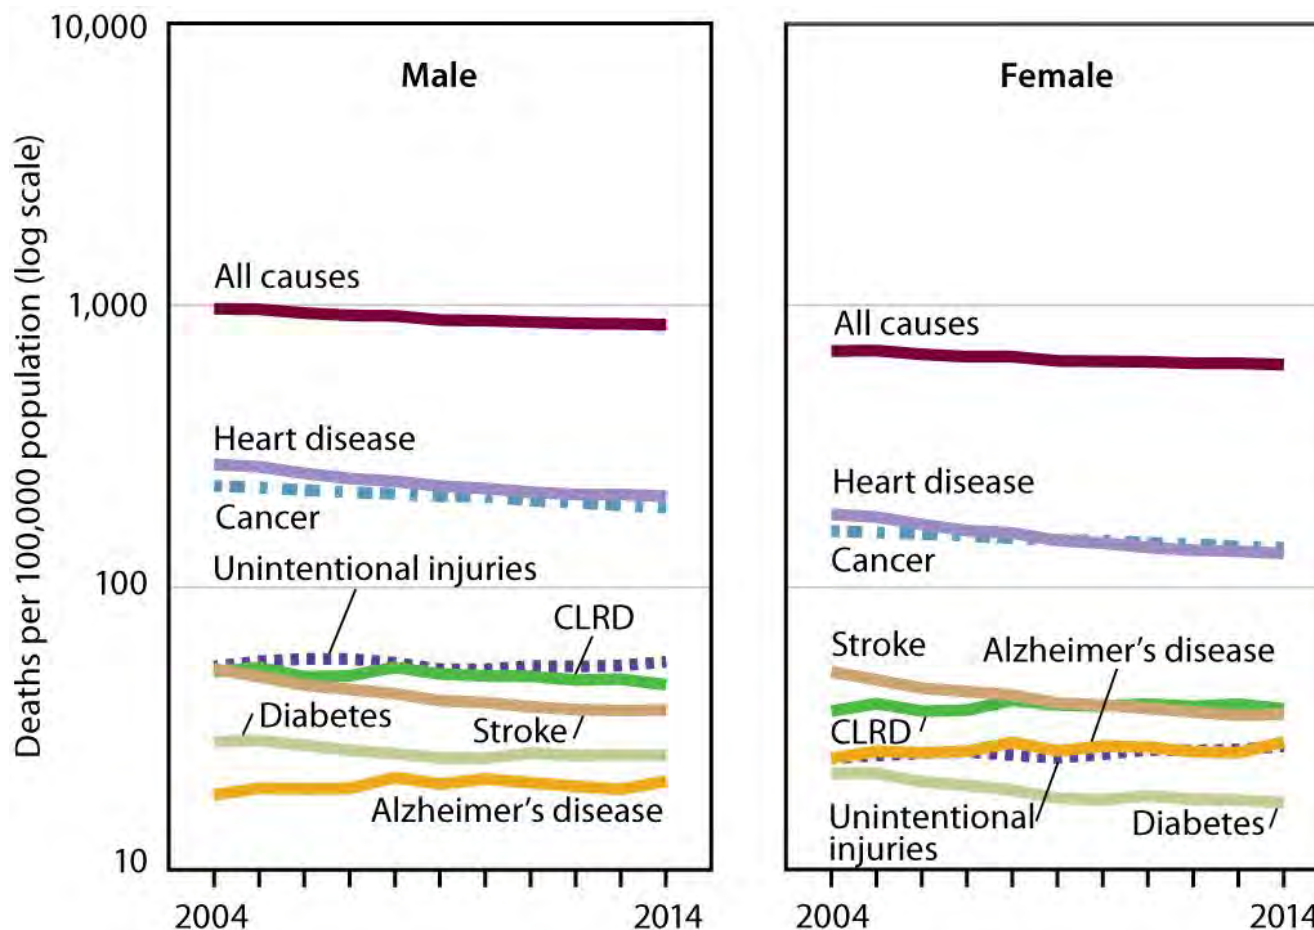 Deaths per 100,000 population (log scale)
10,000
1,000
100
10
Male
All causes
Heart disease
Cancer
Unintentional injuries
CLRD
Diabetes
Stroke
Alzheimer's disease
2004
2014
Female
All causes
Heart disease
Cancer
Stroke
Alzheimer's disease
CLRD
Unintentional
injuries
Diabetes
2004
2014